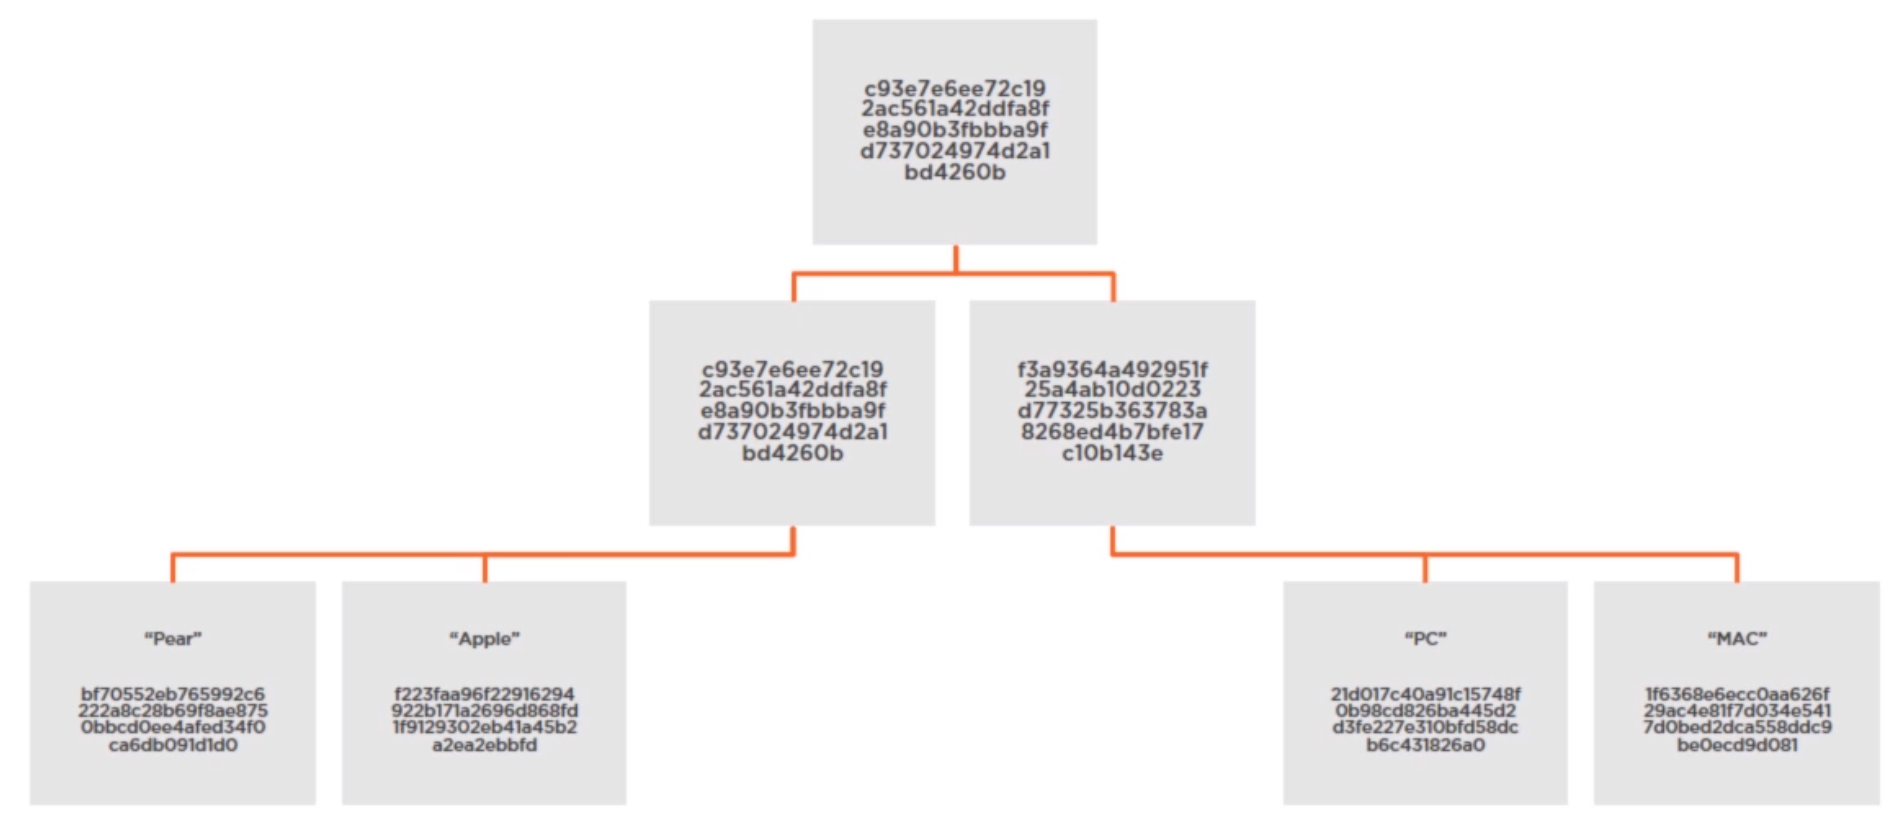 c93e7e6ee72c19
2ac561a42ddfa8f
e8a90b3fbbba9f
d737024974d2a1
bd4260b
c93e7e6ee72c19
2ac561a42ddfa8f
e8a90b3fbbba9f
d737024974d2a1
bd4260b
f3a9364a492951f
25a4ab10d0223
d77325b363783a
8268ed4b7bfe17
c10b143e
“Pear”
bf70552eb765992c6
222a8c28b69f8ae875
0bbcd0ee4afed34f0
ca6db091d1d0
“Apple”
f223faa96f22916294
922b171a2696d868fd
1f9129302eb41a45b2
a2ea2ebbfd
“PC”
21d017c40a91c15748f
0b98cd826ba445d2
d3fe227e310bfd58dc
b6c431826a0
“MAC”
1f6368e6ecc0aa626f
29ac4e81f7d034e541
7d0bed2dca558ddc9
be0ecd9d081